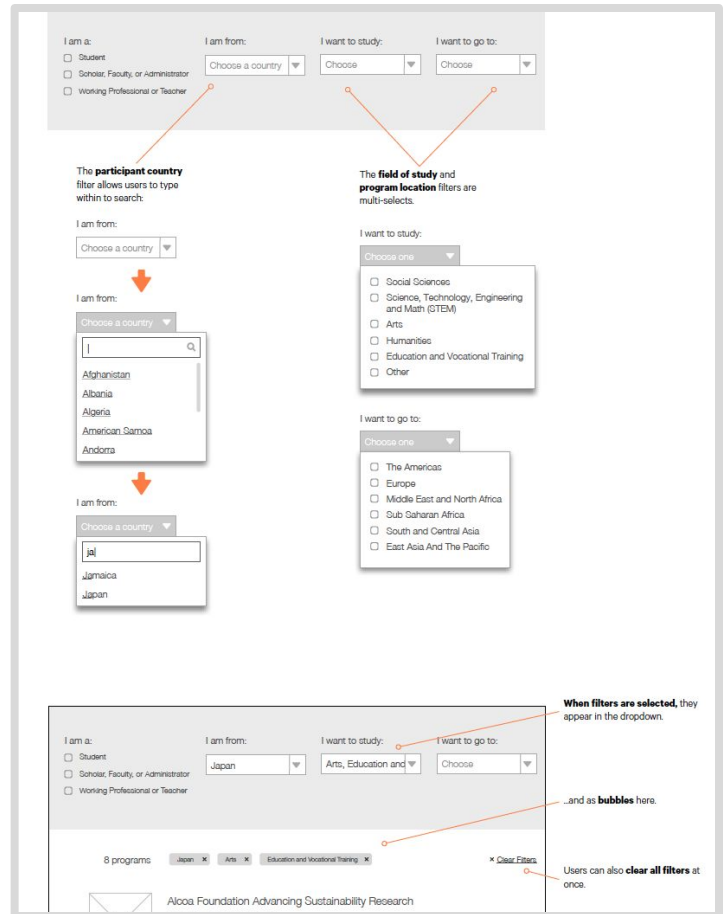 I am a:
Student
Scholar, Faculty, or Administrator
Working Professional or Teacher
I am from:
Choose a country
I want to study:
Choose
I want to go to:
Choose
The participant country
filter allows users to type
within to search:
I am from:
Choose a country
I am from:
Choose a country
Afghanistan
Albania
Algeria
American Samoa
Andorra
I am from:
Choose a country
ja
Jamaica
Japan
The field of study and
program location filters are
multi-selects.
I want to study:
Choose one
Social Sciences
Science, Technology, Engineering
and Math (STEM)
Arts
Humanities
Education and Vocational Training
Other
I want to go to:
Choose one
The Americas
Europe
Middle East and North Africa
Sub Saharan Africa
South and Central Asia
East Asia And The Pacific
When filters are selected, they
appear in the dropdown.
I am a:
Student
Scholar, Faculty, or Administrator
Working Professional or Teacher
I am from:
Japan
I want to study:
Arts, Education and
I want to go to:
Choose
..and as bubbles here.
8 programs
Japan ×
Arts ×
Education and Vocational Training ×
× Clear Filters
Users can also clear all filters at
once.
Alcoa Foundation Advancing Sustainability Research